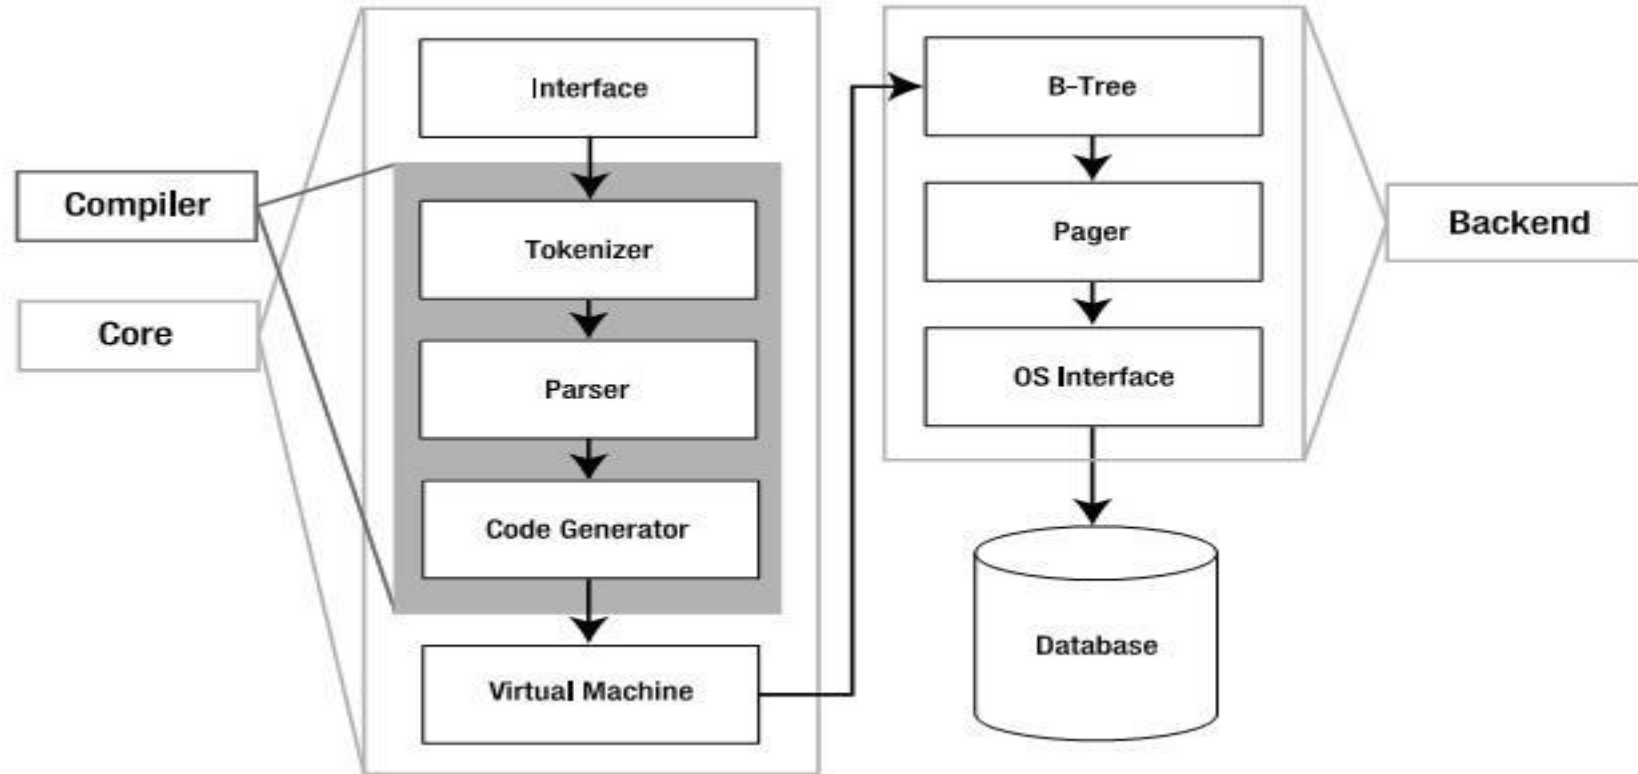 Compiler
Core
Interface
Tokenizer
Parser
Code Generator
Virtual Machine
B-Tree
Pager
OS Interface
Database
Backend